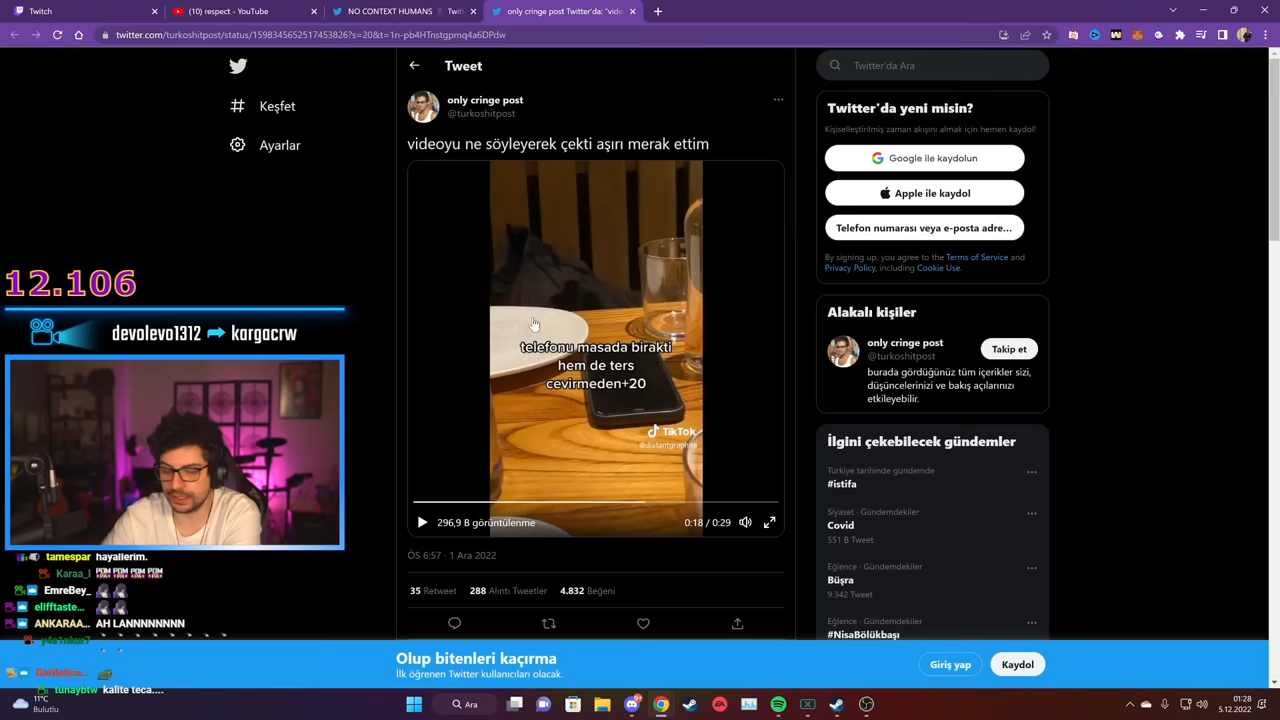 Twitch
(10) respect - YouTube
NO CONTEXT HUMANS
Twitt
only cringe post Twitter'da: "vide
twitter.com/turkoshitpost/status/1598345652517453826?s=20&t=1n-pb4HTnstgpmq4a6DPdw
Keşfet
Ayarlar
Tweet
only cringe post
@turkoshitpost
videoyu ne söyleyerek çekti aşırı merak ettim
telefonu masada birakti
hem de ters
cevirmeden+20
TikTok
@distantgraphite
296,9 B görüntülenme
0:18 / 0:29
ÖS 6:57 · 1 Ara 2022
35 Retweet 288 Alıntı Tweetler 4.832 Beğeni
Twitter'da Ara
Twitter'da yeni misin?
Kişiselleştirilmiş zaman akışını almak için hemen kaydol!
Google ile kaydolun
Apple ile kaydol
Telefon numarası veya e-posta adre...
By signing up, you agree to the Terms of Service and
Privacy Policy, including Cookie Use.
Alakalı kişiler
only cringe post
@turkoshitpost
Takip et
burada gördüğünüz tüm içerikler sizi,
düşüncelerinizi ve bakış açılarınızı
etkileyebilir.
İlgini çekebilecek gündemler
Türkiye tarihinde gündemde
#istifa
Siyaset · Gündemdekiler
Covid
551 B Tweet
Eğlence · Gündemdekiler
Büşra
9.342 Tweet
Eğlence · Gündemdekiler
#NisaBölükbaşı
12.106
devolevo1312 kargacrw
tamespar hayallerim.
Karaa_l
EmreBey_
elifftaste...
ANKARAA... AH LANNNNNNNN
tunaybtw kalite teca....
Olup bitenleri kaçırma
İlk öğrenen Twitter kullanıcıları olacak.
Giriş yap
Kaydol
11°C
Bulutlu
Ara
9+
01:28
5.12.2022